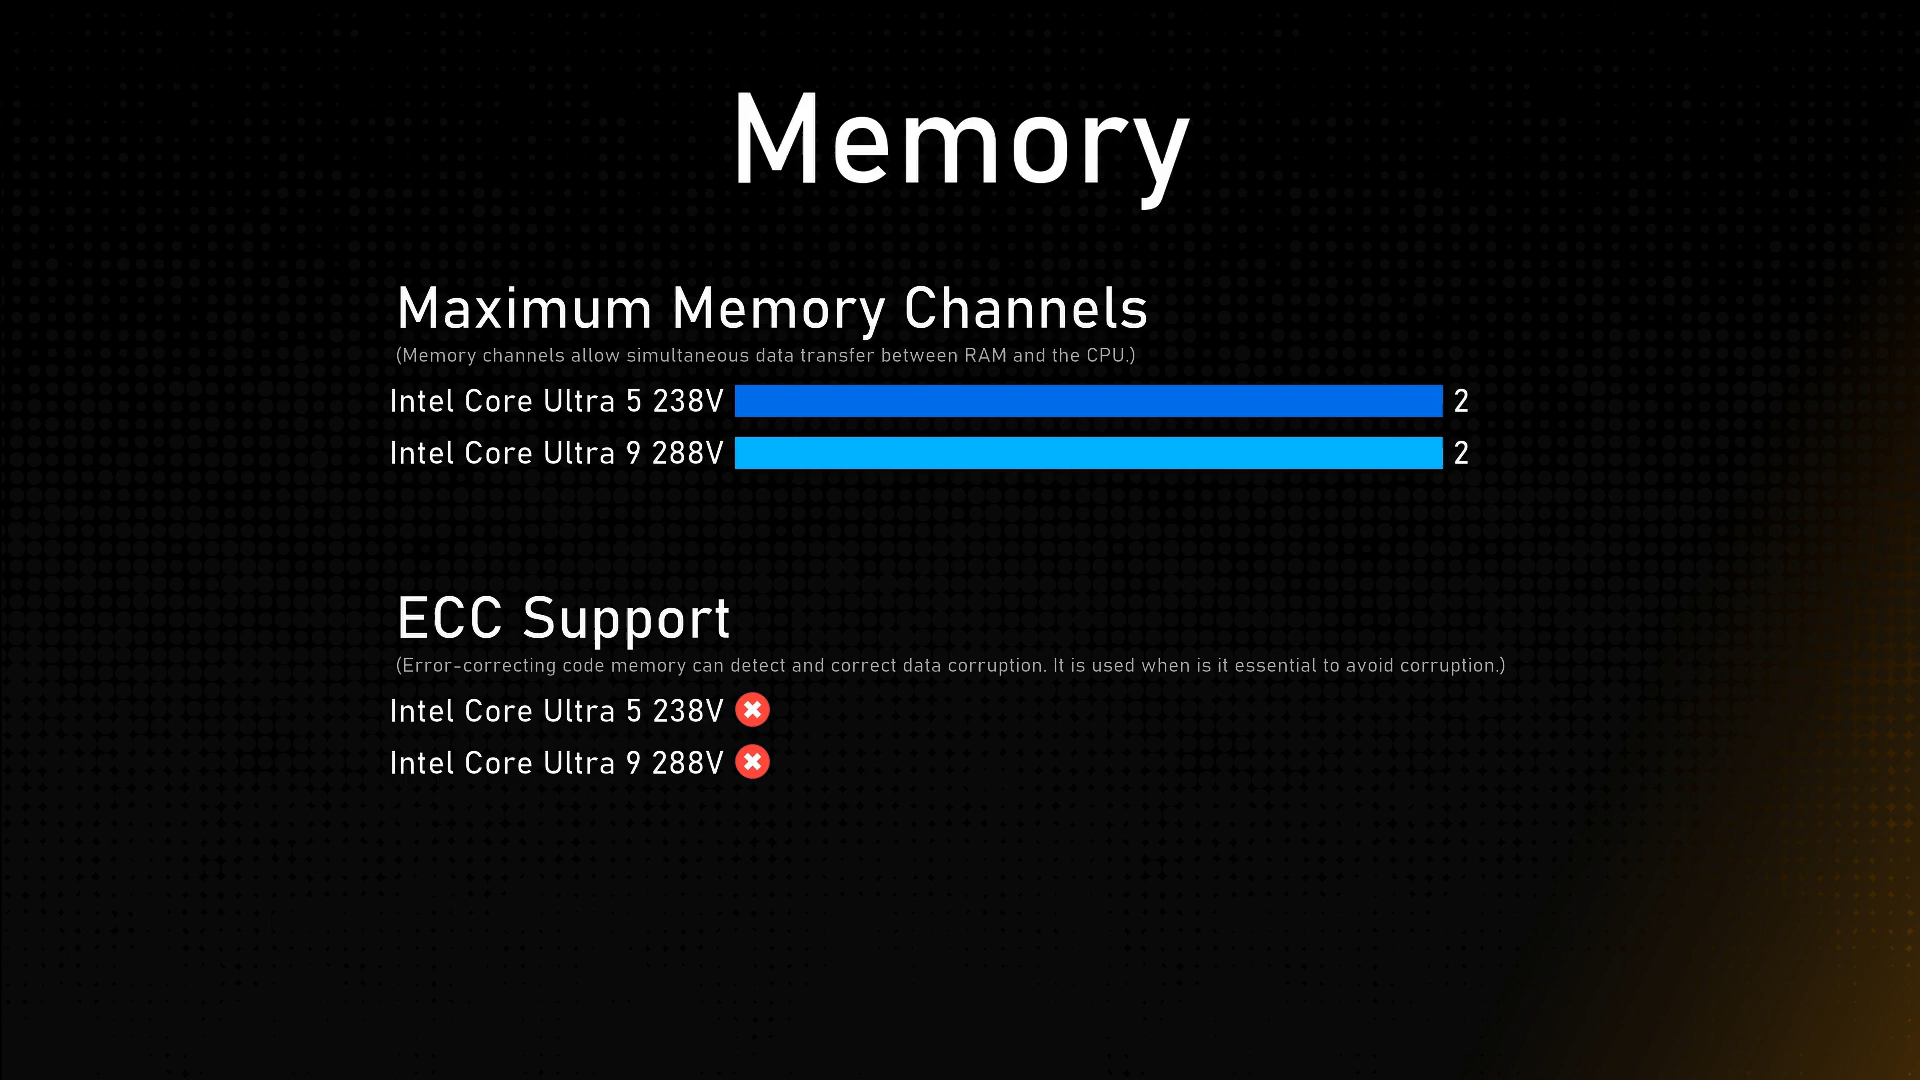 Memory
Maximum Memory Channels
(Memory channels allow simultaneous data transfer between RAM and the CPU.)
Intel Core Ultra 5 238V 2
Intel Core Ultra 9 288V 2
ECC Support
(Error-correcting code memory can detect and correct data corruption. It is used when is it essential to avoid corruption.)
Intel Core Ultra 5 238V
Intel Core Ultra 9 288V